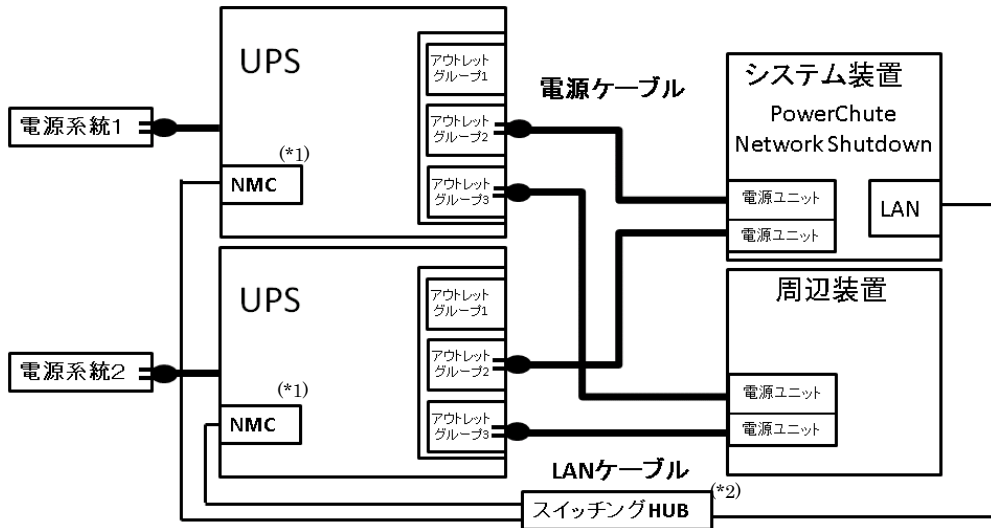 UPS
アウトレット
グループ1
アウトレット
グループ2
アウトレット
グループ3
電源系統1
(*1)
NMC
電源ケーブル
システム装置
PowerChute
Network Shutdown
電源ユニット
電源ユニット
LAN
UPS
アウトレット
グループ1
アウトレット
グループ2
アウトレット
グループ3
電源系統2
(*1)
NMC
周辺装置
電源ユニット
電源ユニット
LANケーブル
スイッチングHUB
(*2)